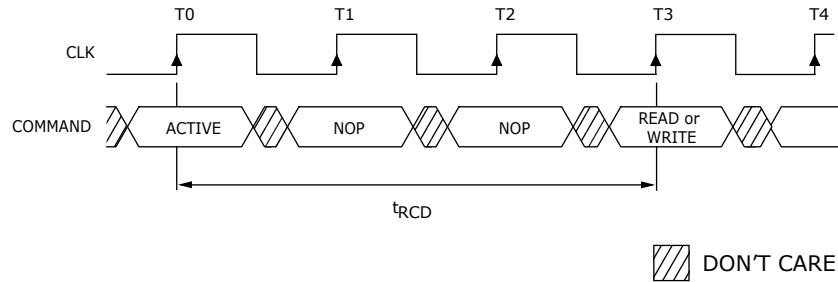 T0 T1 T2 T3 T4
CLK
COMMAND ACTIVE NOP NOP READ or
WRITE
tRCD
DON'T CARE